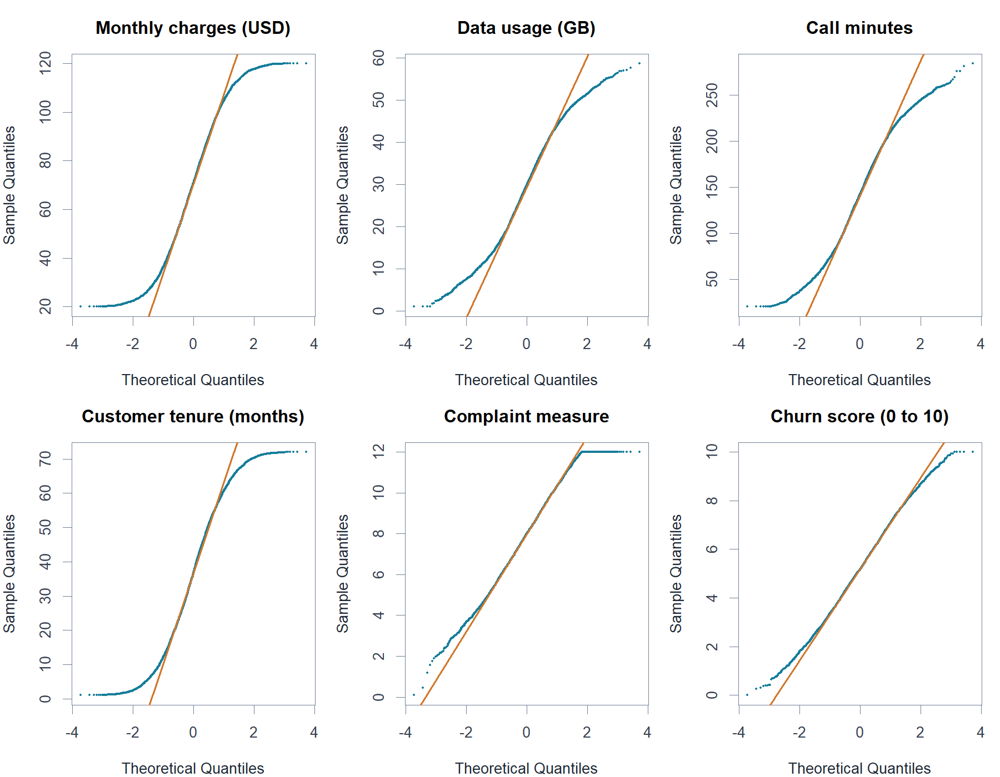 Monthly charges (USD)
Sample Quantiles
120
100
80
60
40
20
-4 -2 0 2 4
Theoretical Quantiles
Data usage (GB)
Sample Quantiles
60
50
40
30
20
10
0
-4 -2 0 2 4
Theoretical Quantiles
Call minutes
Sample Quantiles
250
200
150
100
50
-4 -2 0 2 4
Theoretical Quantiles
Customer tenure (months)
Sample Quantiles
70
60
50
40
30
20
10
0
-4 -2 0 2 4
Theoretical Quantiles
Complaint measure
Sample Quantiles
12
10
8
6
4
2
0
-4 -2 0 2 4
Theoretical Quantiles
Churn score (0 to 10)
Sample Quantiles
10
8
6
4
2
0
-4 -2 0 2 4
Theoretical Quantiles